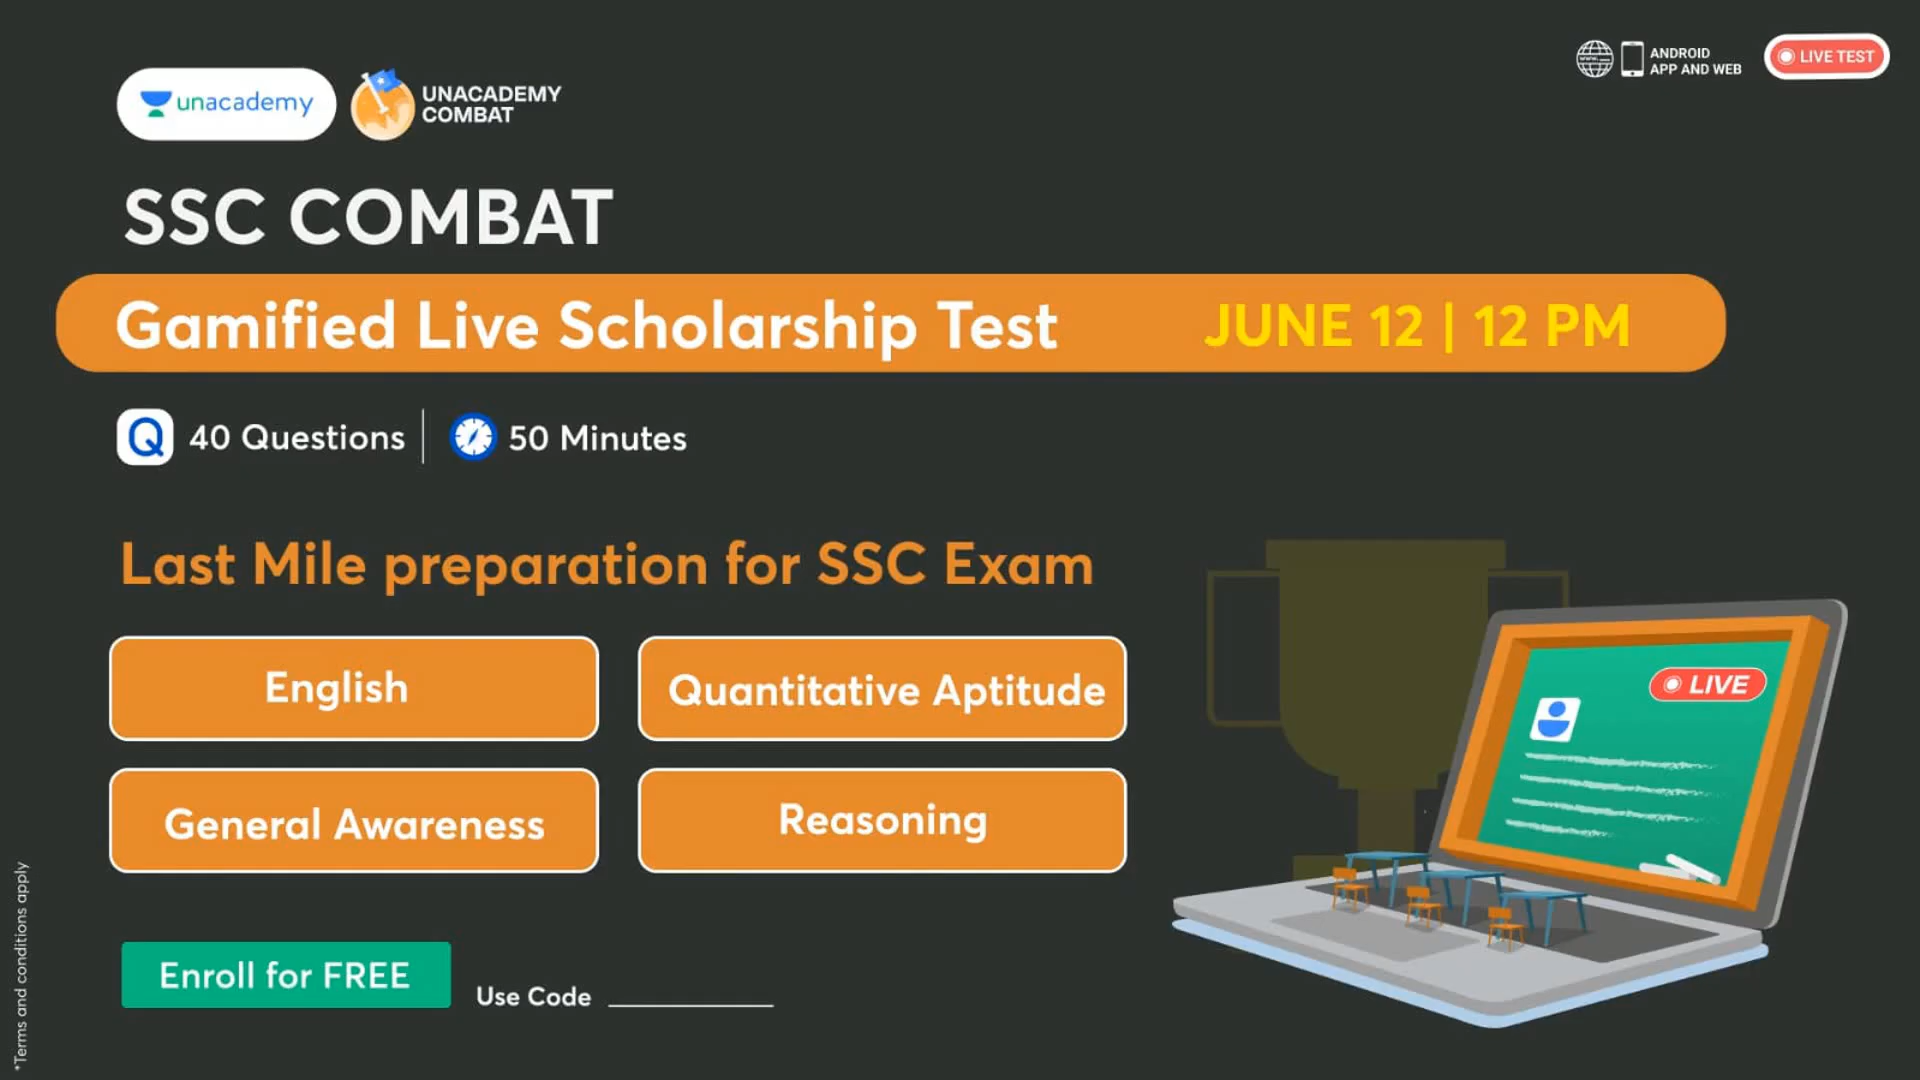 unacademy
UNACADEMY
COMBAT
ANDROID
APP AND WEB
LIVE TEST
SSC COMBAT
Gamified Live Scholarship Test
JUNE 12 | 12 PM
Q 40 Questions
50 Minutes
Last Mile preparation for SSC Exam
English
Quantitative Aptitude
General Awareness
Reasoning
LIVE
Enroll for FREE
Use Code
*Terms and conditions apply